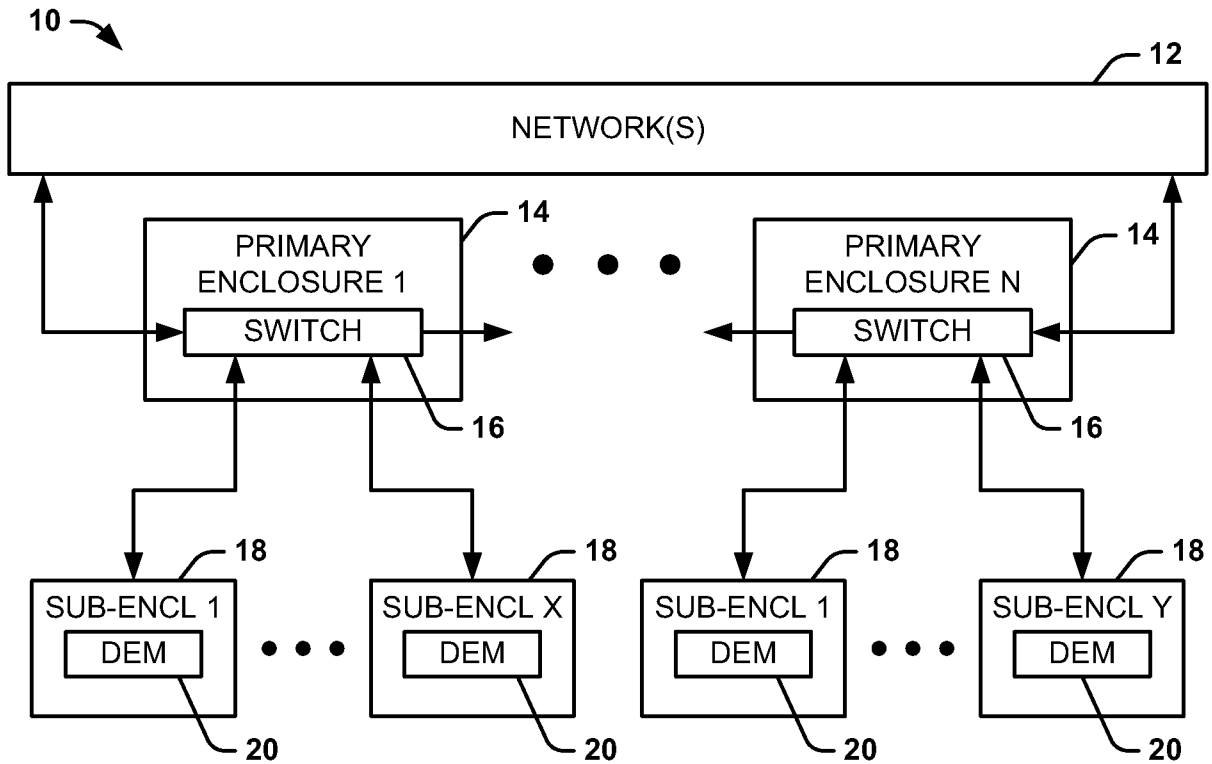 10
12
NETWORK(S)
14
PRIMARY
ENCLOSURE 1
SWITCH
16
14
PRIMARY
ENCLOSURE N
SWITCH
16
18
SUB-ENCL 1
DEM
20
18
SUB-ENCL X
DEM
20
18
SUB-ENCL 1
DEM
20
18
SUB-ENCL Y
DEM
20